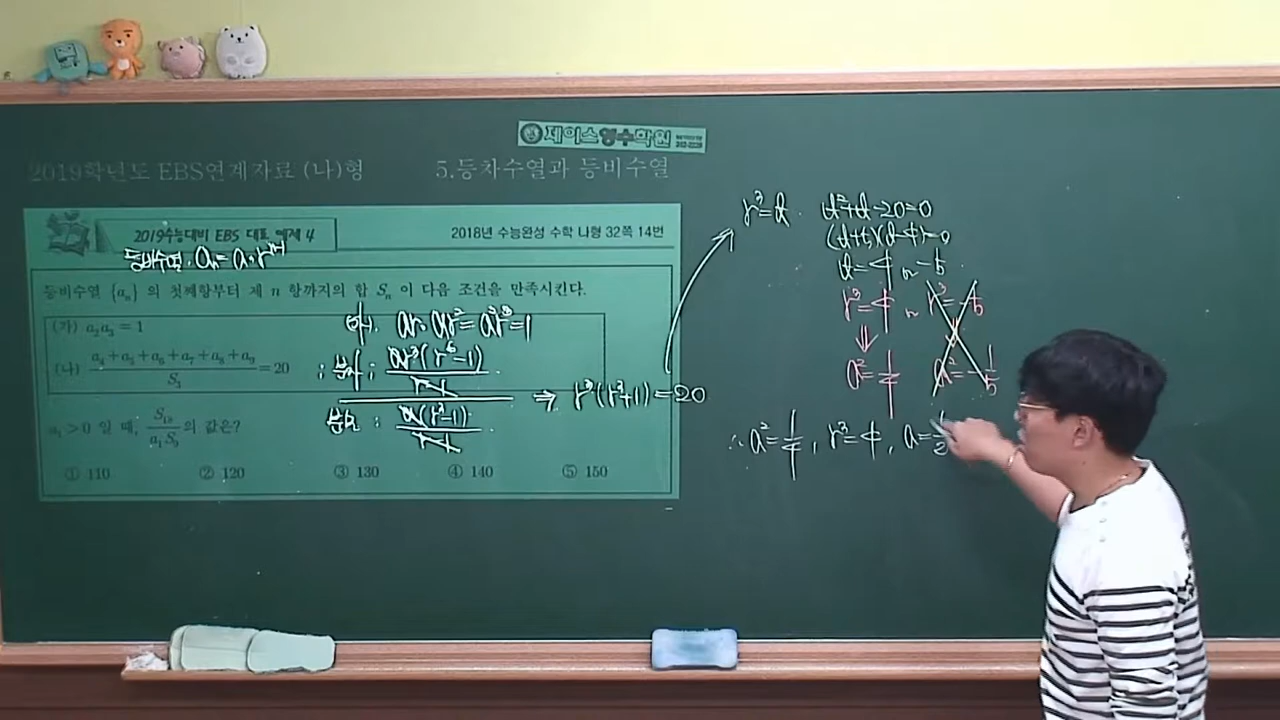 제이스영수학원
2019학년도 EBS연계자료 (나)형 5.등차수열과 등비수열
2019수능대비 EBS 대표 예제 4
2018년 수능완성 수학 나형 32쪽 14번
등비수열.
등비수열 {aₙ} 의 첫째항부터 제 n 항까지의 합 Sₙ 이 다음 조건을 만족시킨다.
(가) a₂a₃ = 1
(나) (a₄+a₅+a₆+a₇+a₈+a₉)/S₃ = 20
a₁ > 0 일 때, 의 값은?
① 110 ② 120 ③ 130 ④ 140 ⑤ 150
ar·ar² = a²r³ = 1
분자 :
분모 :
⇒ r³(r³+1) = 20
r³=t. t²+t-20=0
(t+5)(t-4)=0
t=4 or -5
r³=4 or r³=-5
⇓
a²=1/4 a²=-1/5
∴ a²=1/4, r³=4, a=1/2